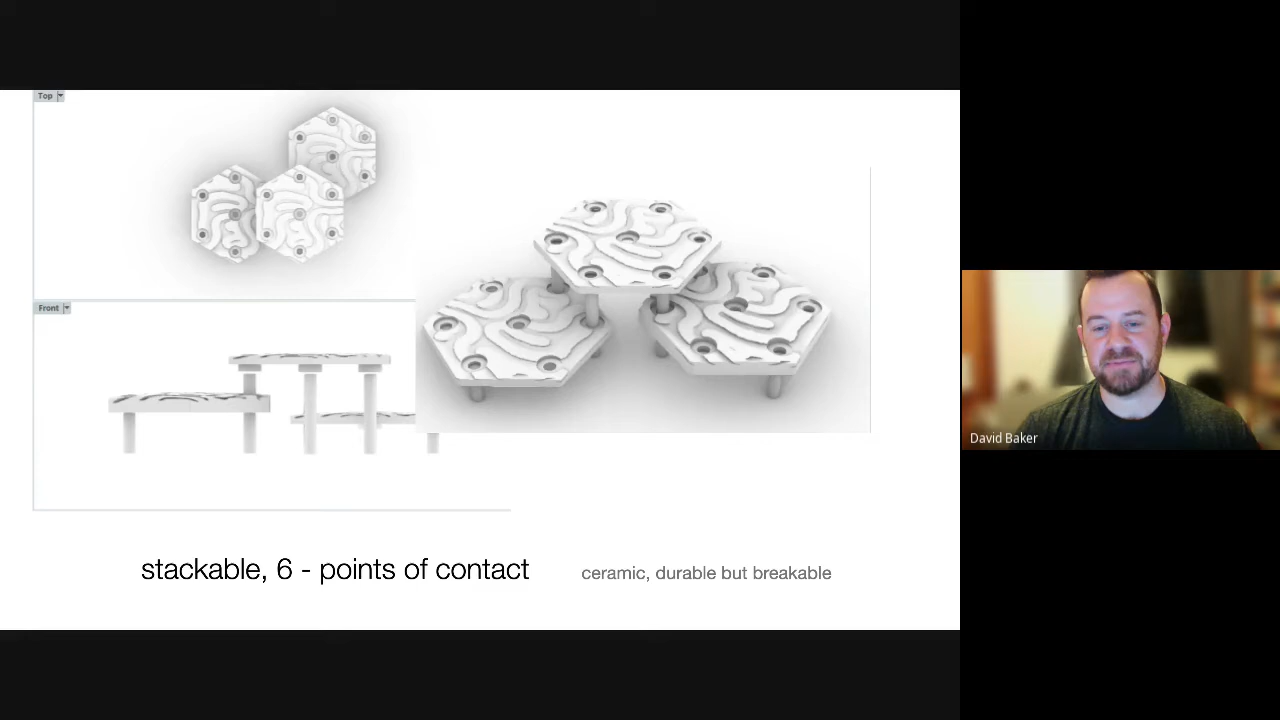 Top
Front
stackable, 6 - points of contact
ceramic, durable but breakable
David Baker